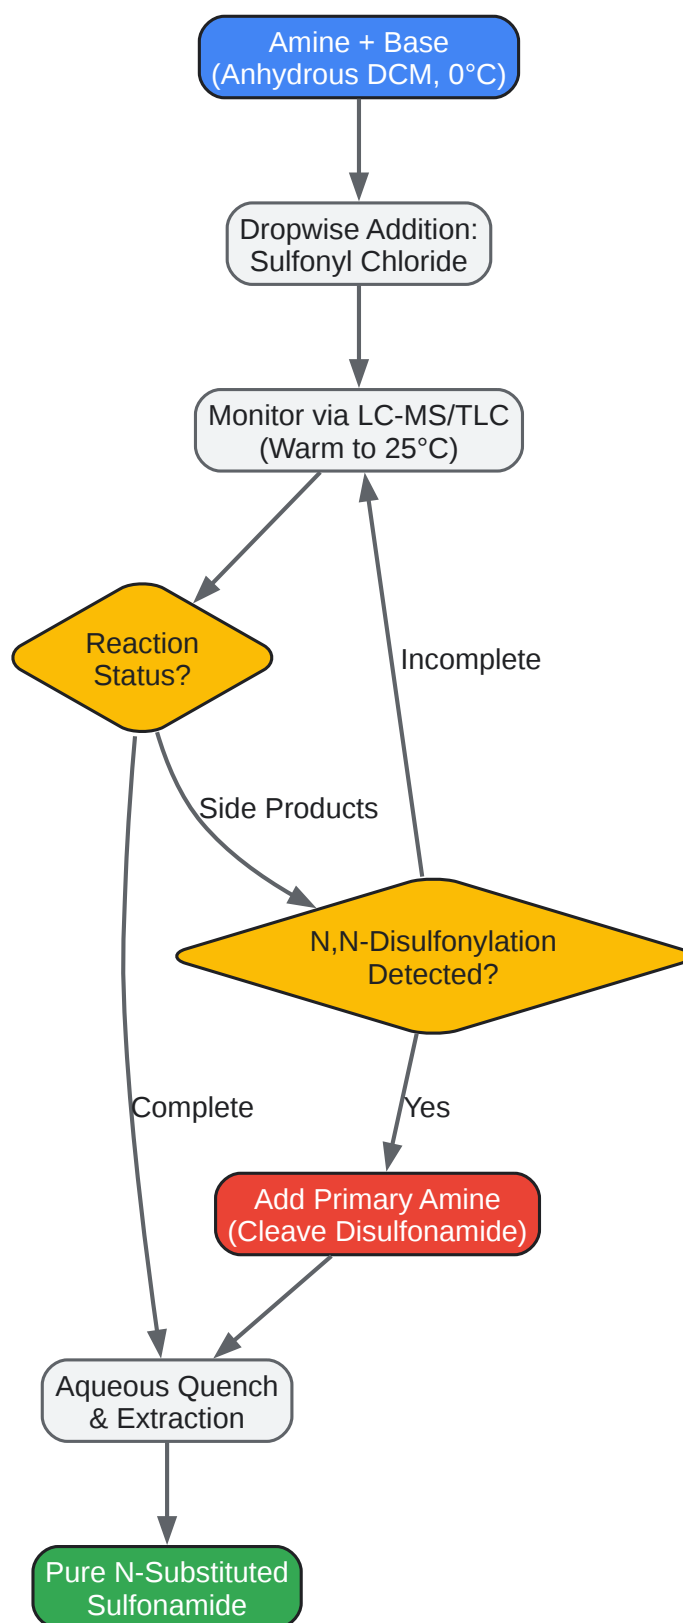 Amine + Base
(Anhydrous DCM, 0°C)
Dropwise Addition:
Sulfonyl Chloride
Monitor via LC-MS/TLC
(Warm to 25°C)
Reaction
Status?
Incomplete
Side Products
N,N-Disulfonylation
Detected?
Complete
Yes
Add Primary Amine
(Cleave Disulfonamide)
Aqueous Quench
& Extraction
Pure N-Substituted
Sulfonamide